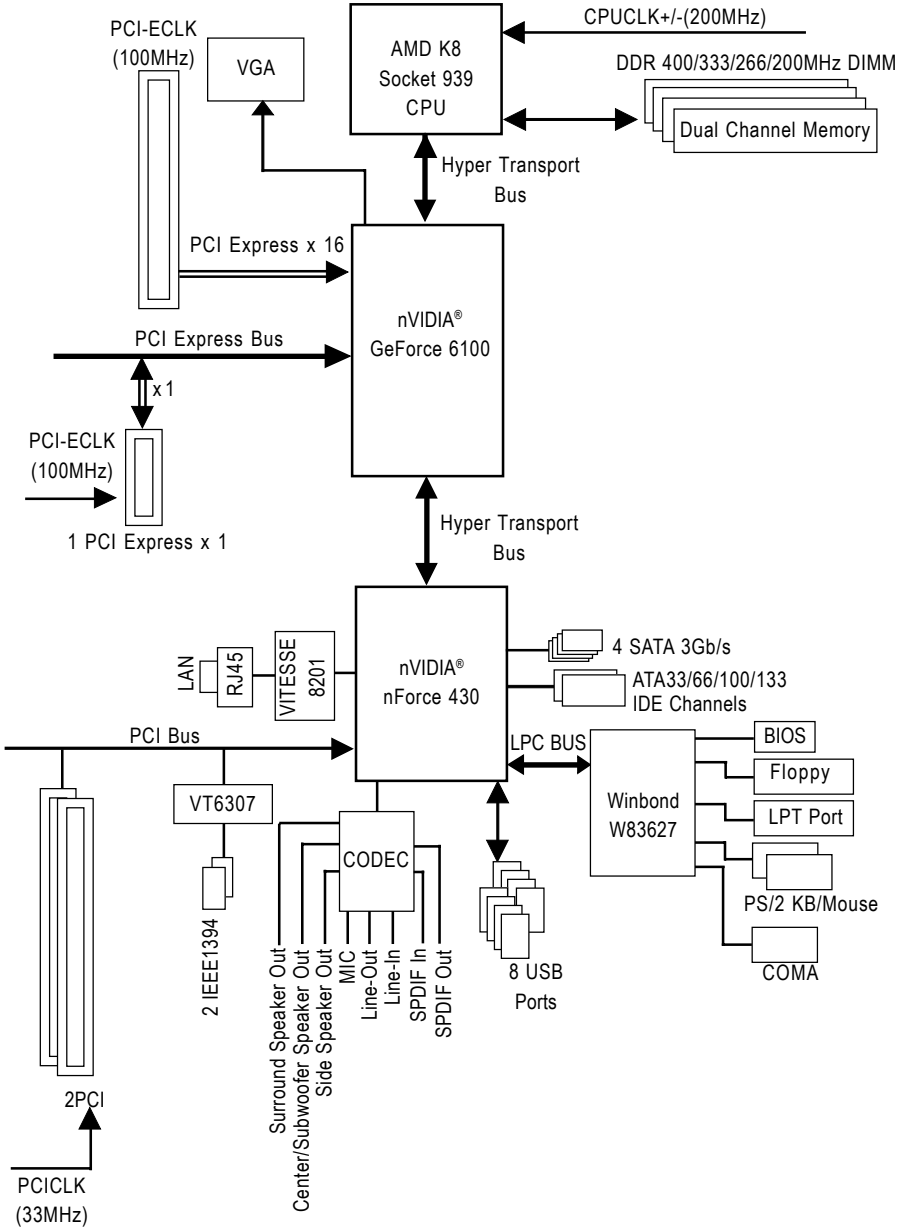 CPUCLK+/-(200MHz)
PCI-ECLK
(100MHz)
VGA
AMD K8
Socket 939
CPU
DDR 400/333/266/200MHz DIMM
Dual Channel Memory
Hyper Transport
Bus
PCI Express x 16
nVIDIA®
GeForce 6100
PCI Express Bus
x1
PCI-ECLK
(100MHz)
1 PCI Express x 1
Hyper Transport
Bus
LAN
RJ45
VITESSE
8201
nVIDIA®
nForce 430
4 SATA 3Gb/s
ATA33/66/100/133
IDE Channels
PCI Bus
LPC BUS
BIOS
Floppy
LPT Port
PS/2 KB/Mouse
COMA
Winbond
W83627
VT6307
CODEC
2 IEEE1394
Surround Speaker Out
Center/Subwoofer Speaker Out
Side Speaker Out
MIC
Line-Out
Line-In
SPDIF In
SPDIF Out
8 USB
Ports
2PCI
PCICLK
(33MHz)